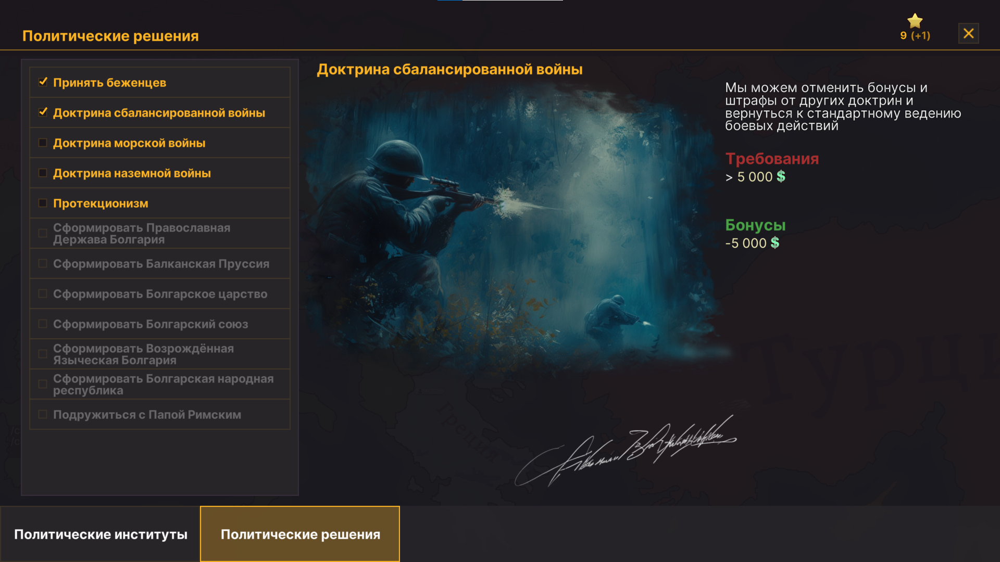 Политические решения
9 (+1)
Принять беженцев
Доктрина сбалансированной войны
Доктрина морской войны
Доктрина наземной войны
Протекционизм
Сформировать Православная
Держава Болгария
Сформировать Балканская Пруссия
Сформировать Болгарское царство
Сформировать Болгарский союз
Сформировать Возрождённая
Языческая Болгария
Сформировать Болгарская народная
республика
Подружиться с Папой Римским
Доктрина сбалансированной войны
Мы можем отменить бонусы и
штрафы от других доктрин и
вернуться к стандартному ведению
боевых действий
Требования
> 5 000 $
Бонусы
-5 000 $
Турци
Греция
Политические институты
Политические решения